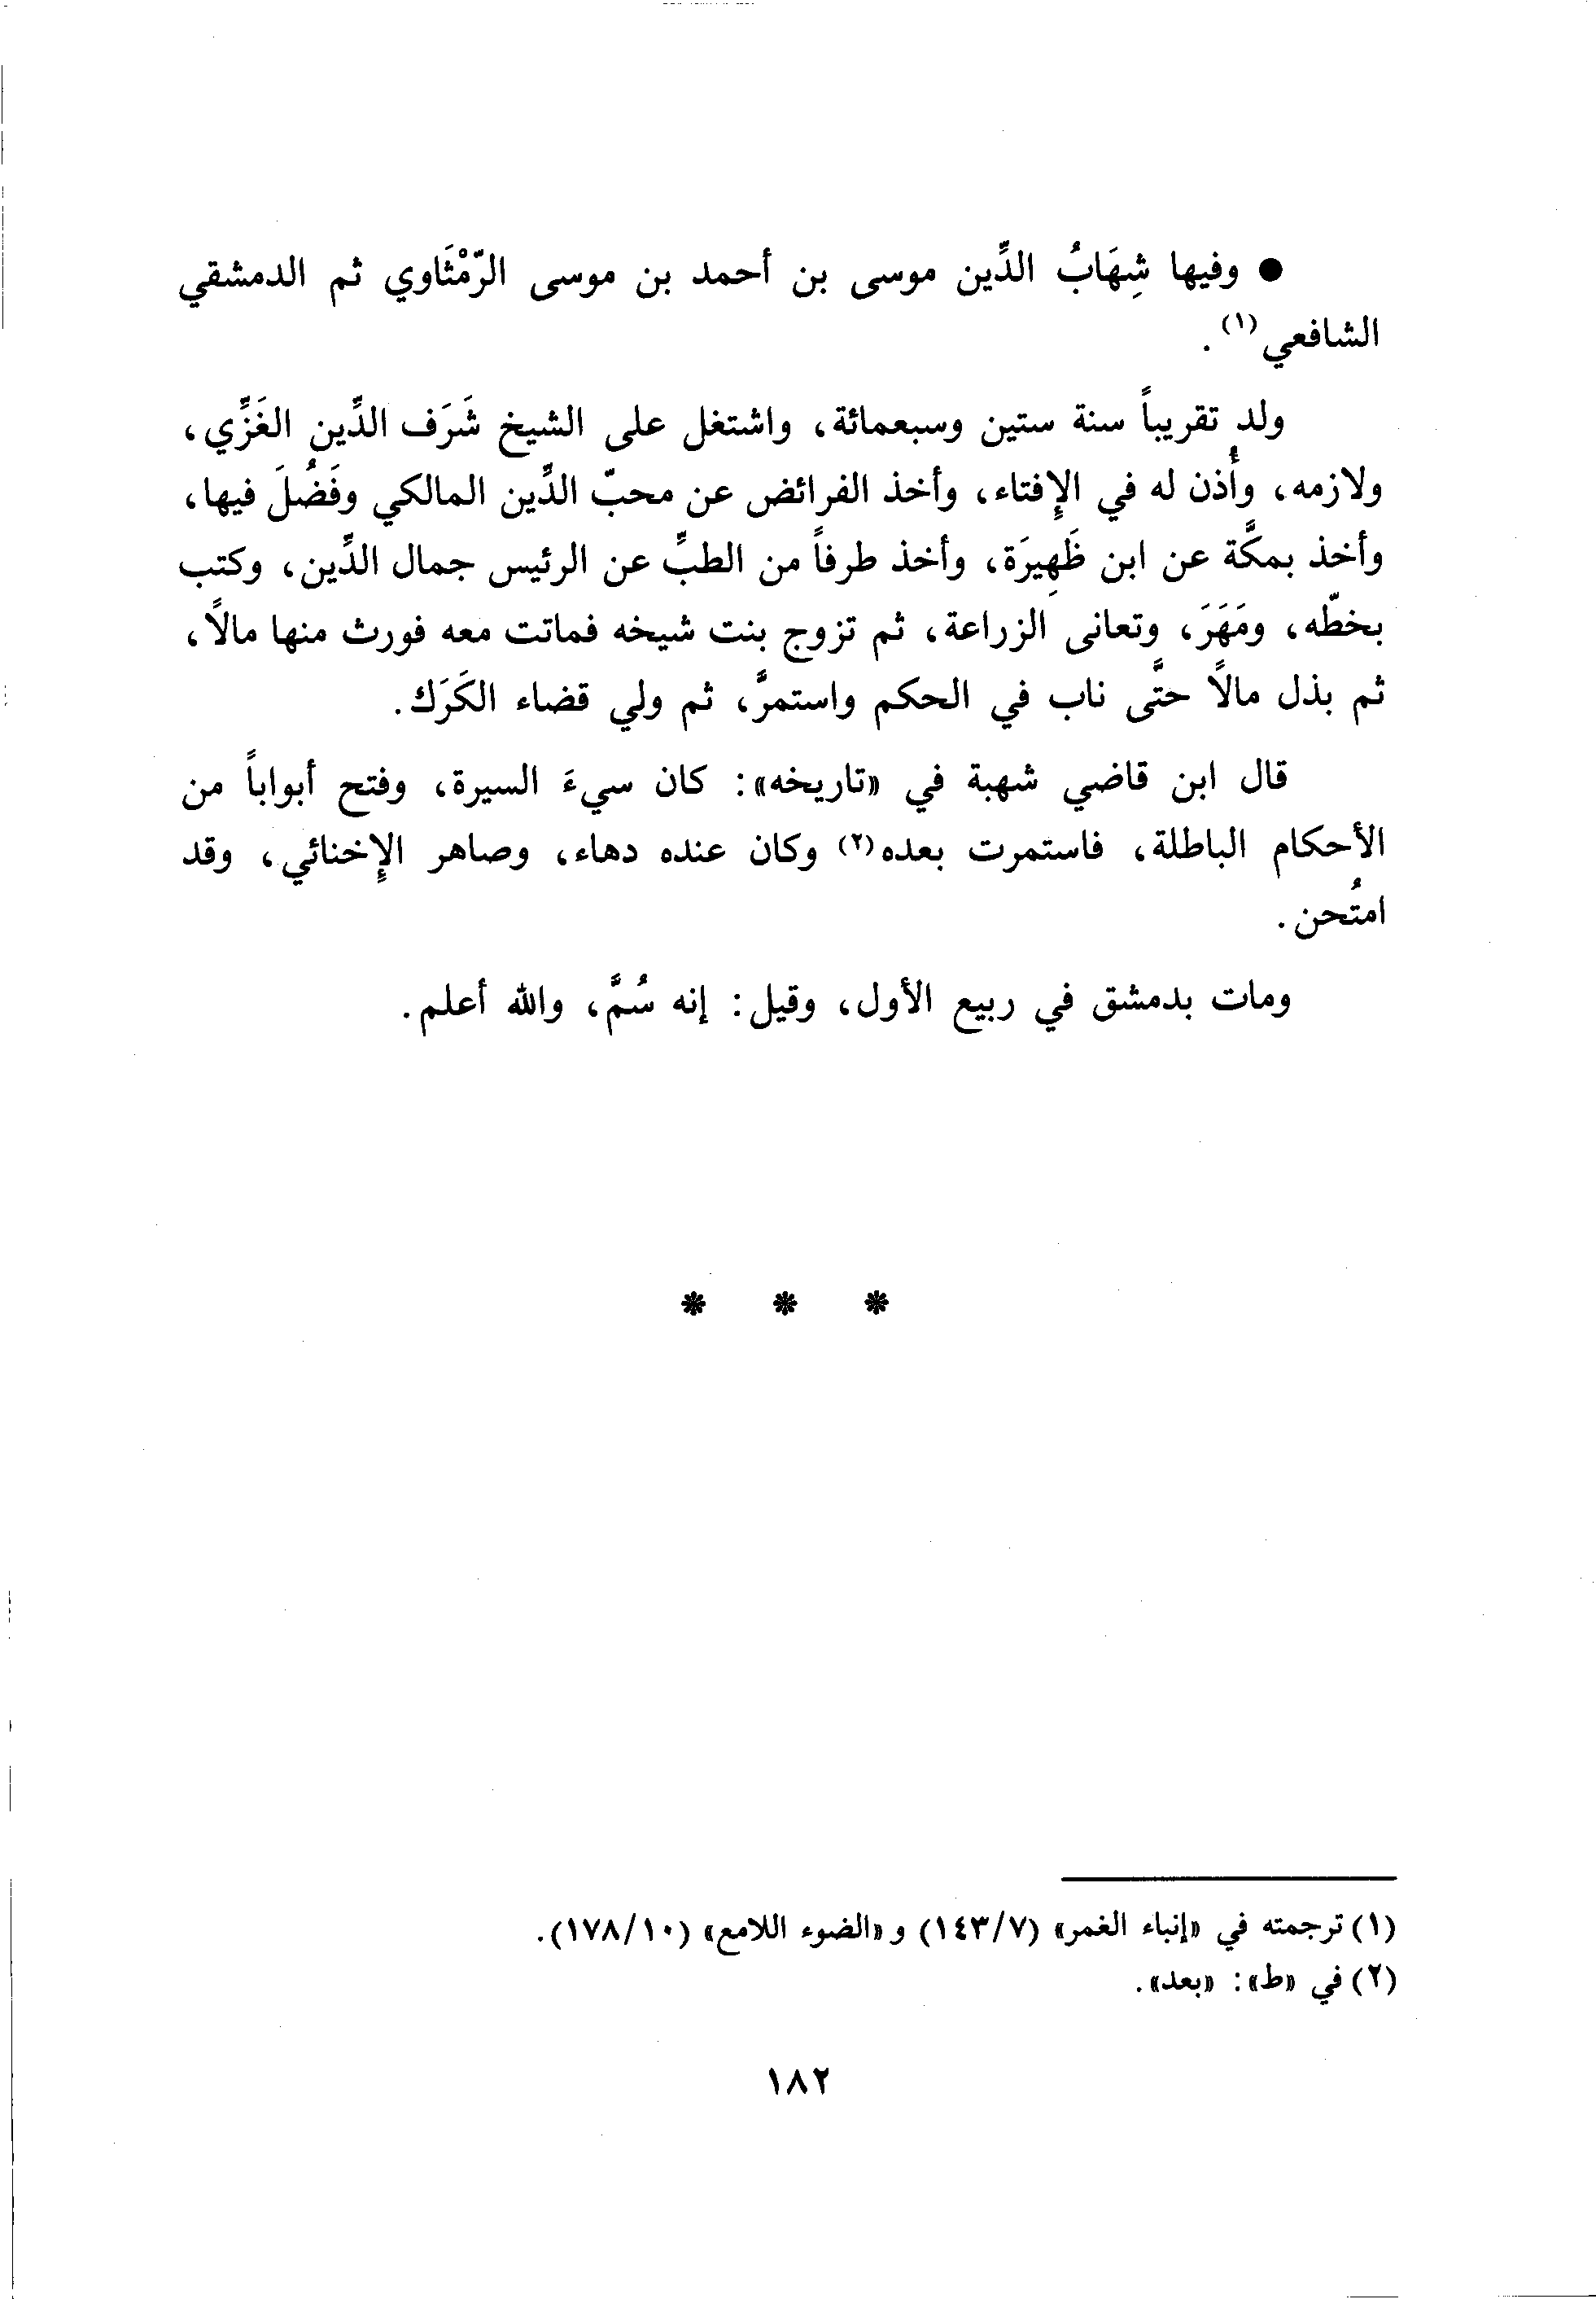 ● وفيها شِهَابُ الدِّين موسى بن أحمد بن موسى الرّمْثَاوي ثم الدمشقي
الشافعي (١) .
ولد تقريباً سنة ستين وسبعمائة، واشتغل على الشيخ شَرَف الدِّين الغَزِّي،
ولازمه، وأُذن له في الإِفتاء، وأخذ الفرائض عن محبّ الدِّين المالكي وفَضُلَ فيها،
وأخذ بمكَّة عن ابن ظَهِيرَة، وأخذ طرفاً من الطبِّ عن الرئيس جمال الدِّين، وكتب
بخطّه، ومَهَرَ، وتعانى الزراعة، ثم تزوج بنت شيخه فماتت معه فورث منها مالاً،
ثم بذل مالاً حتَّى ناب في الحكم واستمرَّ، ثم ولي قضاء الكَرَك.
قال ابن قاضي شهبة في «تاريخه»: كان سيءَ السيرة، وفتح أبواباً من
الأحكام الباطلة، فاستمرت بعده(٢) وكان عنده دهاء، وصاهر الإِخنائي، وقد
امتُحن.
ومات بدمشق في ربيع الأول، وقيل: إنه سُمَّ، والله أعلم.
* * *
(١) ترجمته في «إنباء الغمر» (١٤٣/٧) و «الضوء اللامع» (١٧٨/١٠).
(٢) في «ط»: «بعد».
١٨٢